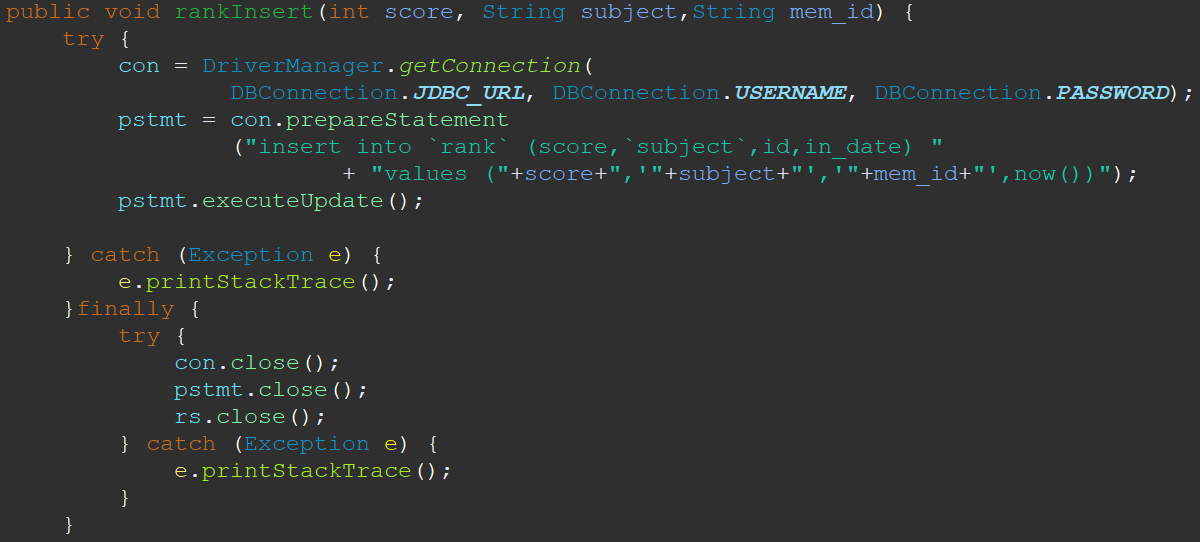 public void rankInsert(int score, String subject,String mem_id) {
    try {
        con = DriverManager.getConnection(
                DBConnection.JDBC_URL, DBConnection.USERNAME, DBConnection.PASSWORD);
        pstmt = con.prepareStatement
                ("insert into `rank` (score,`subject`,id,in_date) "
                        + "values ("+score+",'"+subject+"','"+mem_id+"',now())");
        pstmt.executeUpdate();

    } catch (Exception e) {
        e.printStackTrace();
    }finally {
        try {
            con.close();
            pstmt.close();
            rs.close();
        } catch (Exception e) {
            e.printStackTrace();
        }
    }